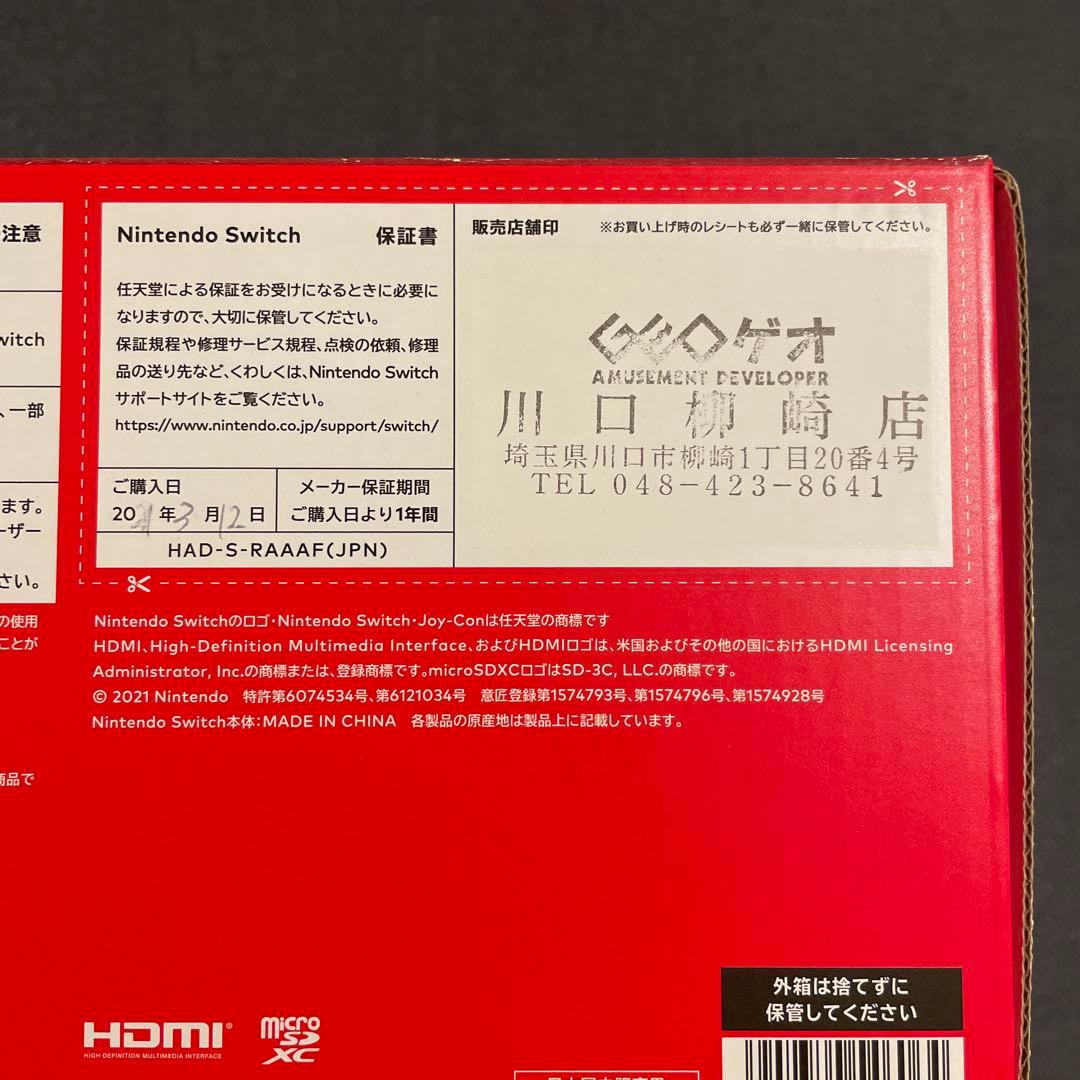 注意
witch
、一部
ます。
ーザー
さい。
の使用
ことが
商品で
Nintendo Switch 保証書
任天堂による保証をお受けになるときに必要に
なりますので、大切に保管してください。
保証規程や修理サービス規程、点検の依頼、修理
品の送り先など、くわしくは、Nintendo Switch
サポートサイトをご覧ください。
https://www.nintendo.co.jp/support/switch/
ご購入日
20 年3月12日
メーカー保証期間
ご購入日より1年間
HAD-S-RAAAF(JPN)
販売店舗印 ※お買い上げ時のレシートも必ず一緒に保管してください。
GEOゲオ
AMUSEMENT DEVELOPER
川口柳崎店
埼玉県川口市柳崎1丁目20番4号
TEL 048-423-8641
Nintendo Switchのロゴ・Nintendo Switch・Joy-Conは任天堂の商標です
HDMI、High-Definition Multimedia Interface、およびHDMIロゴは、米国およびその他の国におけるHDMI Licensing
Administrator, Inc.の商標または、登録商標です。microSDXCロゴはSD-3C, LLC.の商標です。
© 2021 Nintendo 特許第6074534号、第6121034号 意匠登録第1574793号、第1574796号、第1574928号
Nintendo Switch本体：MADE IN CHINA 各製品の原産地は製品上に記載しています。
外箱は捨てずに
保管してください
HDMI®
HIGH-DEFINITION MULTIMEDIA INTERFACE
micro
SD
XC